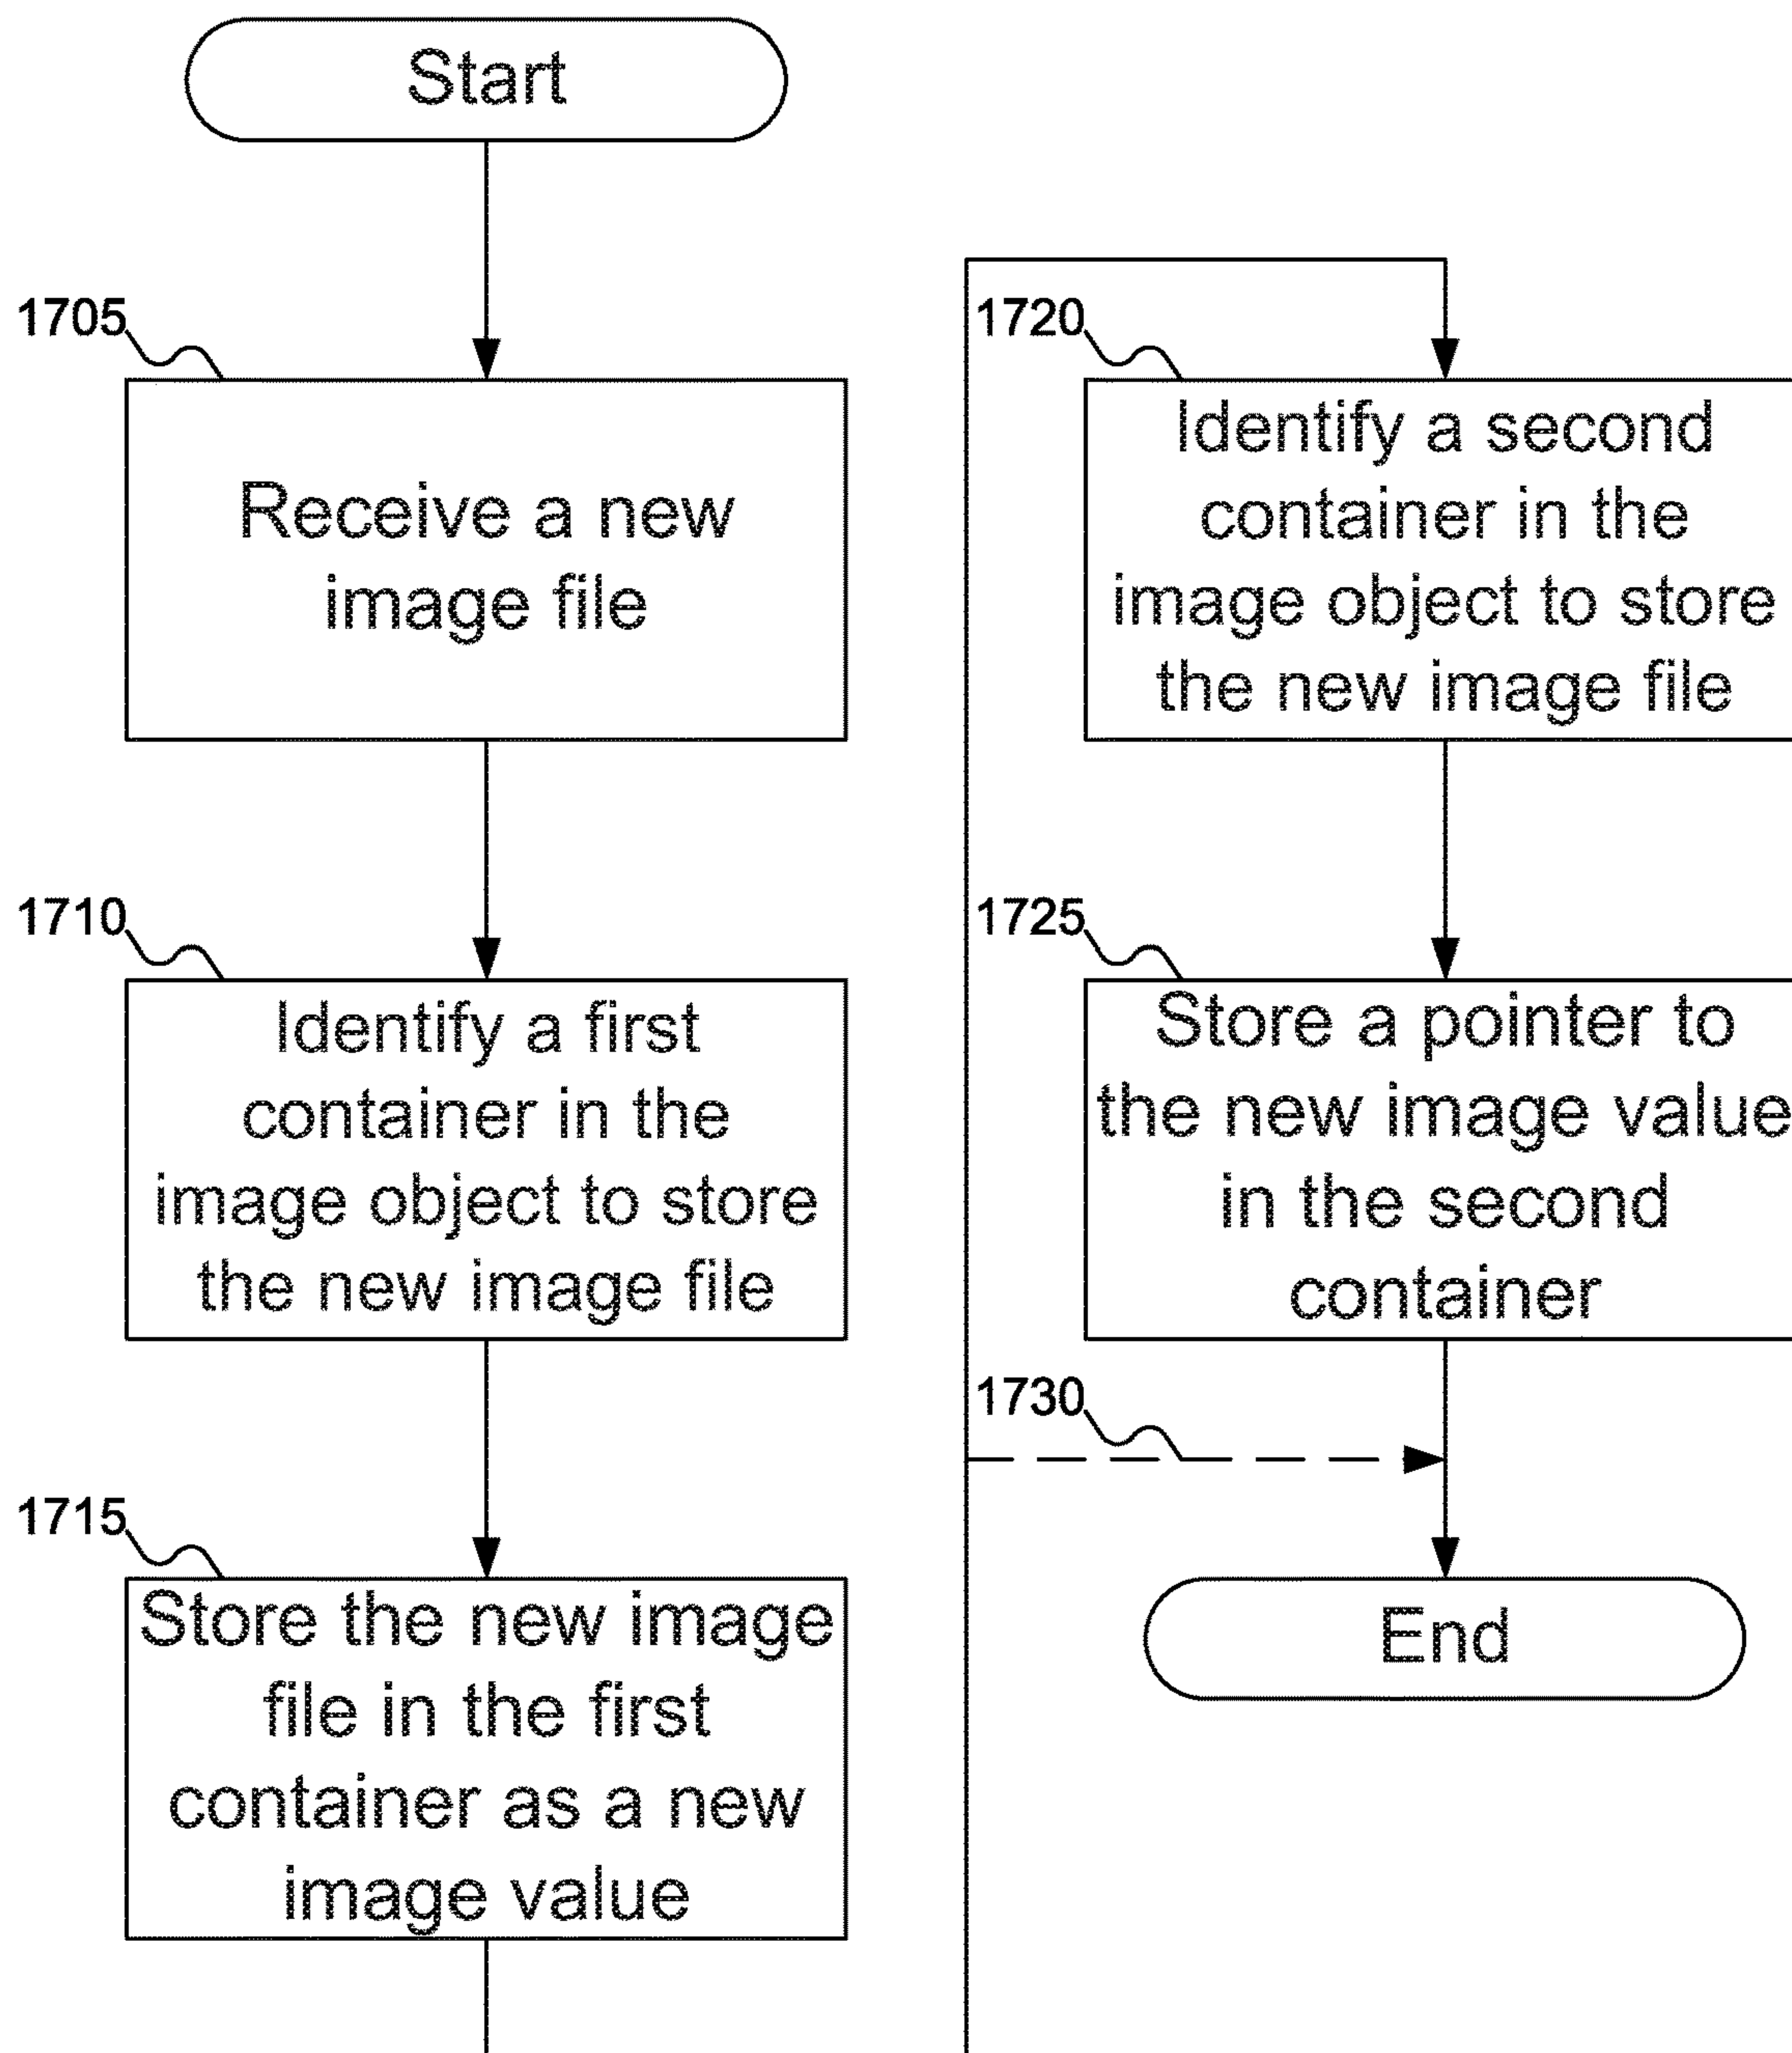 Start
1705
Receive a new
image file
1710
Identify a first
container in the
image object to store
the new image file
1715
Store the new image
file in the first
container as a new
image value
1720
Identify a second
container in the
image object to store
the new image file
1725
Store a pointer to
the new image value
in the second
container
1730
End